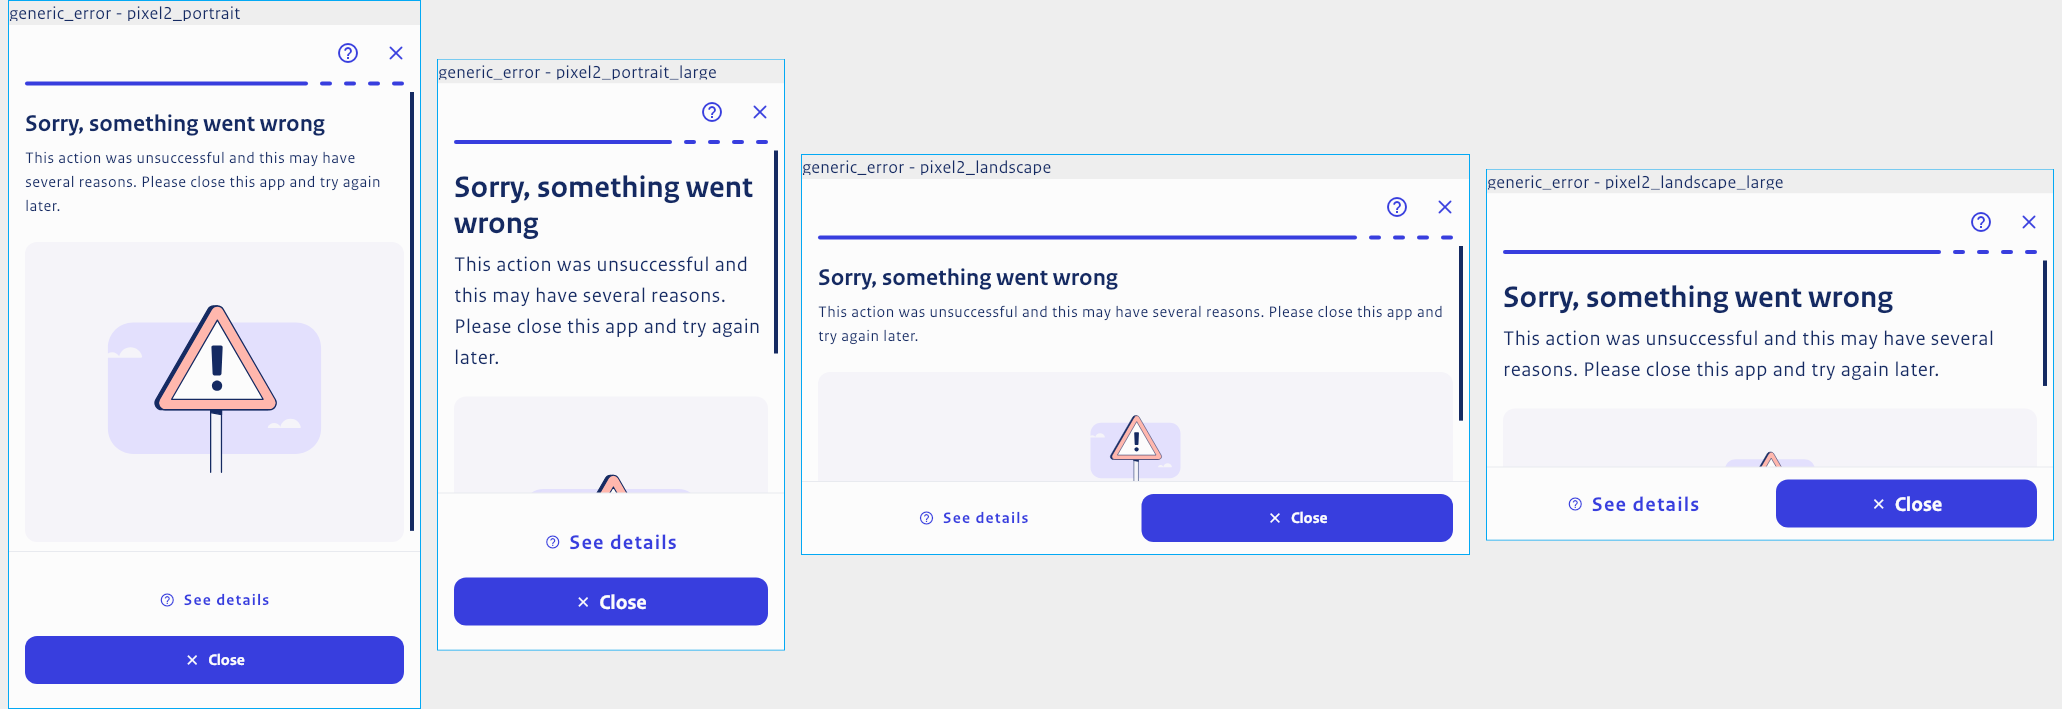 generic_error - pixel2_portrait
Sorry, something went wrong
This action was unsuccessful and this may have
several reasons. Please close this app and try again
later.
!
See details
Close
generic_error - pixel2_portrait_large
Sorry, something went
wrong
This action was unsuccessful and
this may have several reasons.
Please close this app and try again
later.
See details
Close
generic_error - pixel2_landscape
Sorry, something went wrong
This action was unsuccessful and this may have several reasons. Please close this app and
try again later.
!
See details
Close
generic_error - pixel2_landscape_large
Sorry, something went wrong
This action was unsuccessful and this may have several
reasons. Please close this app and try again later.
See details
Close